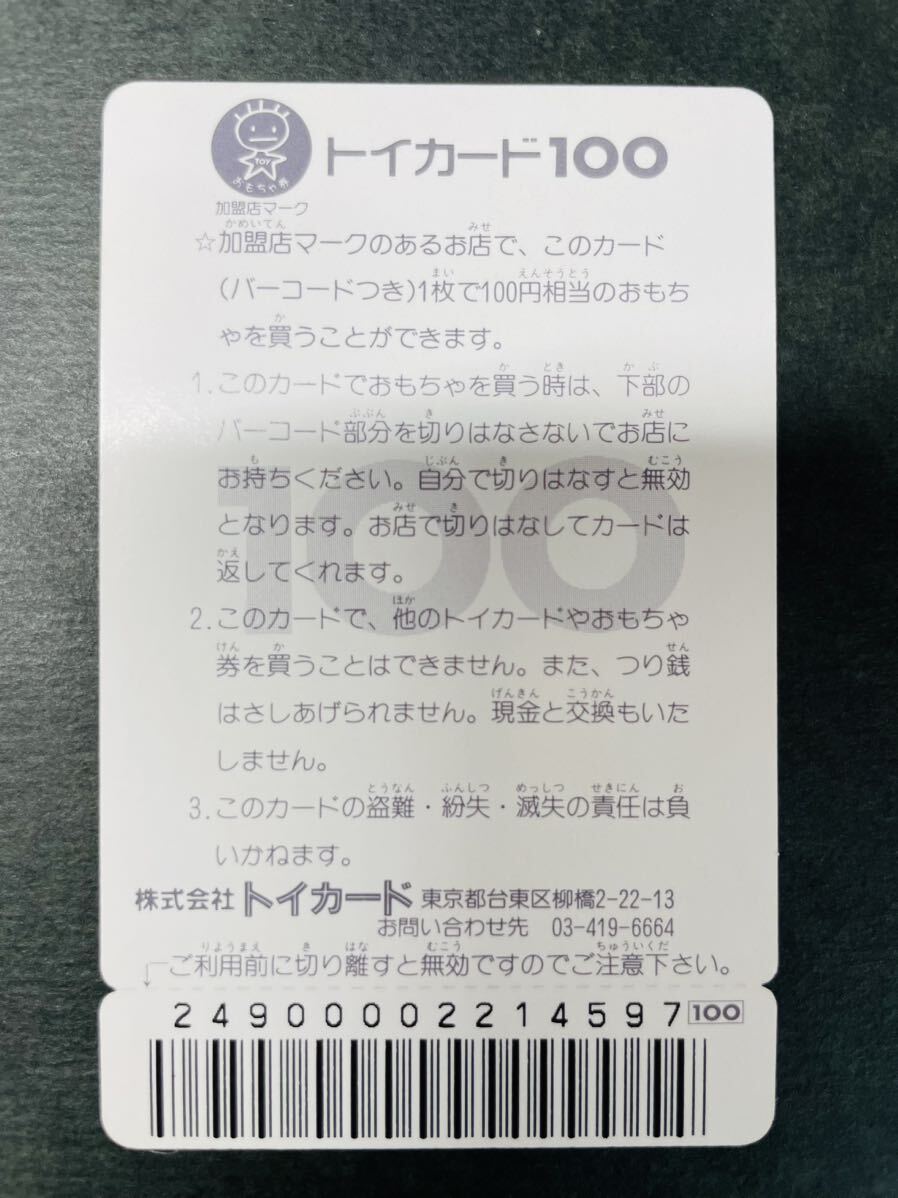 TOY
おもちゃ券
トイカード100
加盟店マーク
☆加盟店マークのあるお店で、このカード
(バーコードつき)1枚で100円相当のおもち
ゃを買うことができます。
1.このカードでおもちゃを買う時は、下部の
バーコード部分を切りはなさないでお店に
お持ちください。自分で切りはなすと無効
となります。お店で切りはなしてカードは
返してくれます。
2.このカードで、他のトイカードやおもちゃ
券を買うことはできません。また、つり銭
はさしあげられません。現金と交換もいた
しません。
3.このカードの盗難・紛失・滅失の責任は負
いかねます。
株式会社トイカード 東京都台東区柳橋2-22-13
お問い合わせ先 03-419-6664
ご利用前に切り離すと無効ですのでご注意下さい。
24900002214597 100